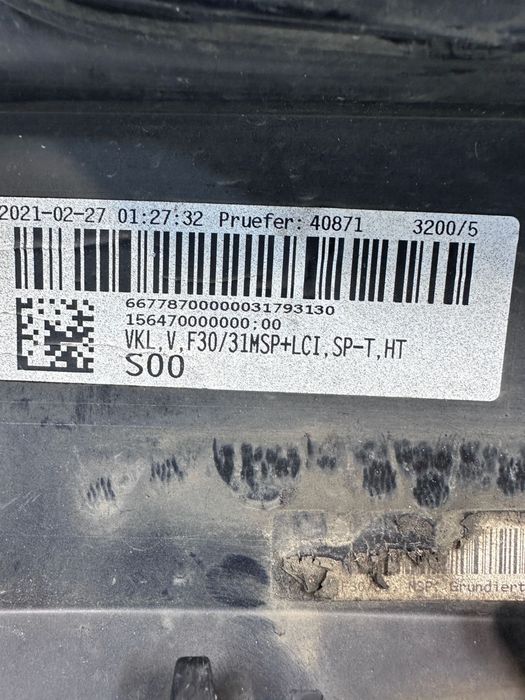 2021-02-27 01:27:32 Pruefer: 40871 3200/5
66778700000031793130
156470000000;00
VKL,V,F30/31MSP+LCI,SP-T,HT
S00
Grundiert